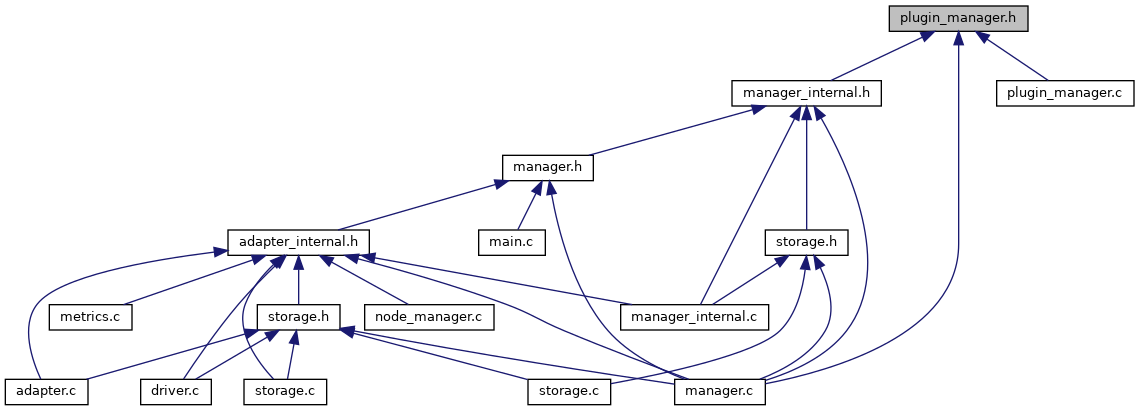 plugin_manager.h
manager_internal.h
plugin_manager.c
manager.h
adapter_internal.h
main.c
storage.h
metrics.c
storage.h
node_manager.c
manager_internal.c
adapter.c
driver.c
storage.c
storage.c
manager.c